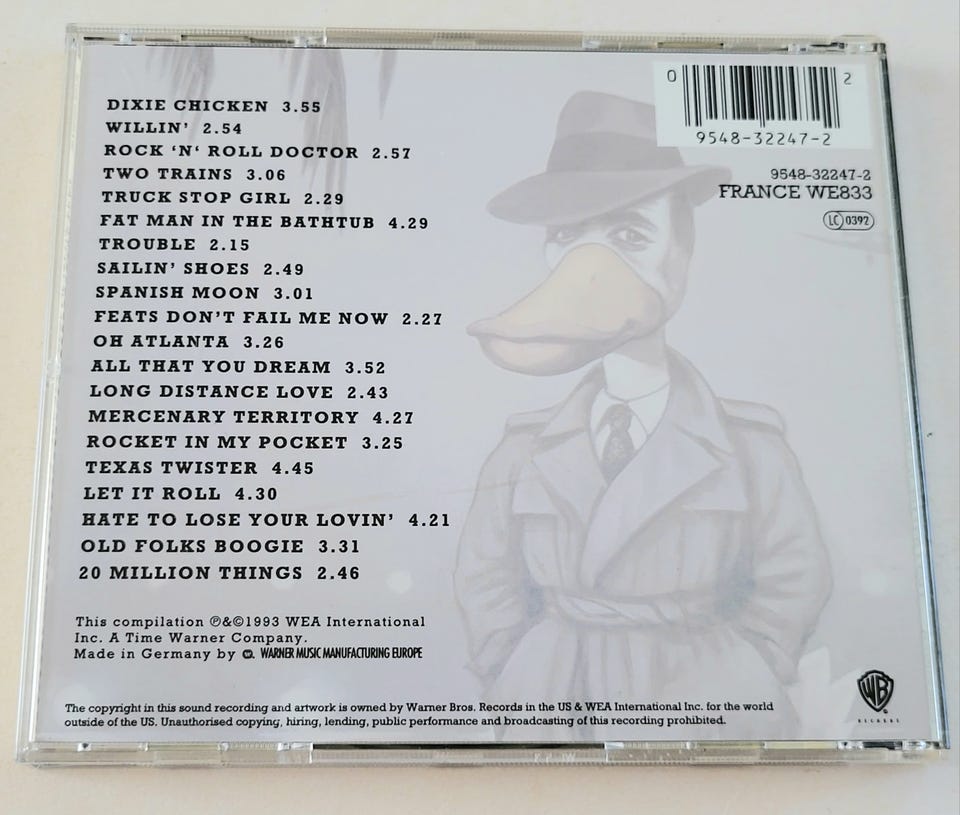 DIXIE CHICKEN 3.55
WILLIN' 2.54
ROCK 'N' ROLL DOCTOR 2.57
TWO TRAINS 3.06
TRUCK STOP GIRL 2.29
FAT MAN IN THE BATHTUB 4.29
TROUBLE 2.15
SAILIN' SHOES 2.49
SPANISH MOON 3.01
FEATS DON'T FAIL ME NOW 2.27
OH ATLANTA 3.26
ALL THAT YOU DREAM 3.52
LONG DISTANCE LOVE 2.43
MERCENARY TERRITORY 4.27
ROCKET IN MY POCKET 3.25
TEXAS TWISTER 4.45
LET IT ROLL 4.30
HATE TO LOSE YOUR LOVIN' 4.21
OLD FOLKS BOOGIE 3.31
20 MILLION THINGS 2.46
0 2
9548-32247-2
9548-32247-2
FRANCE WE833
LC 0392
This compilation ℗&©1993 WEA International
Inc. A Time Warner Company.
Made in Germany by WARNER MUSIC MANUFACTURING EUROPE
The copyright in this sound recording and artwork is owned by Warner Bros. Records in the US & WEA International Inc. for the world
outside of the US. Unauthorised copying, hiring, lending, public performance and broadcasting of this recording prohibited.
WB
RECORDS